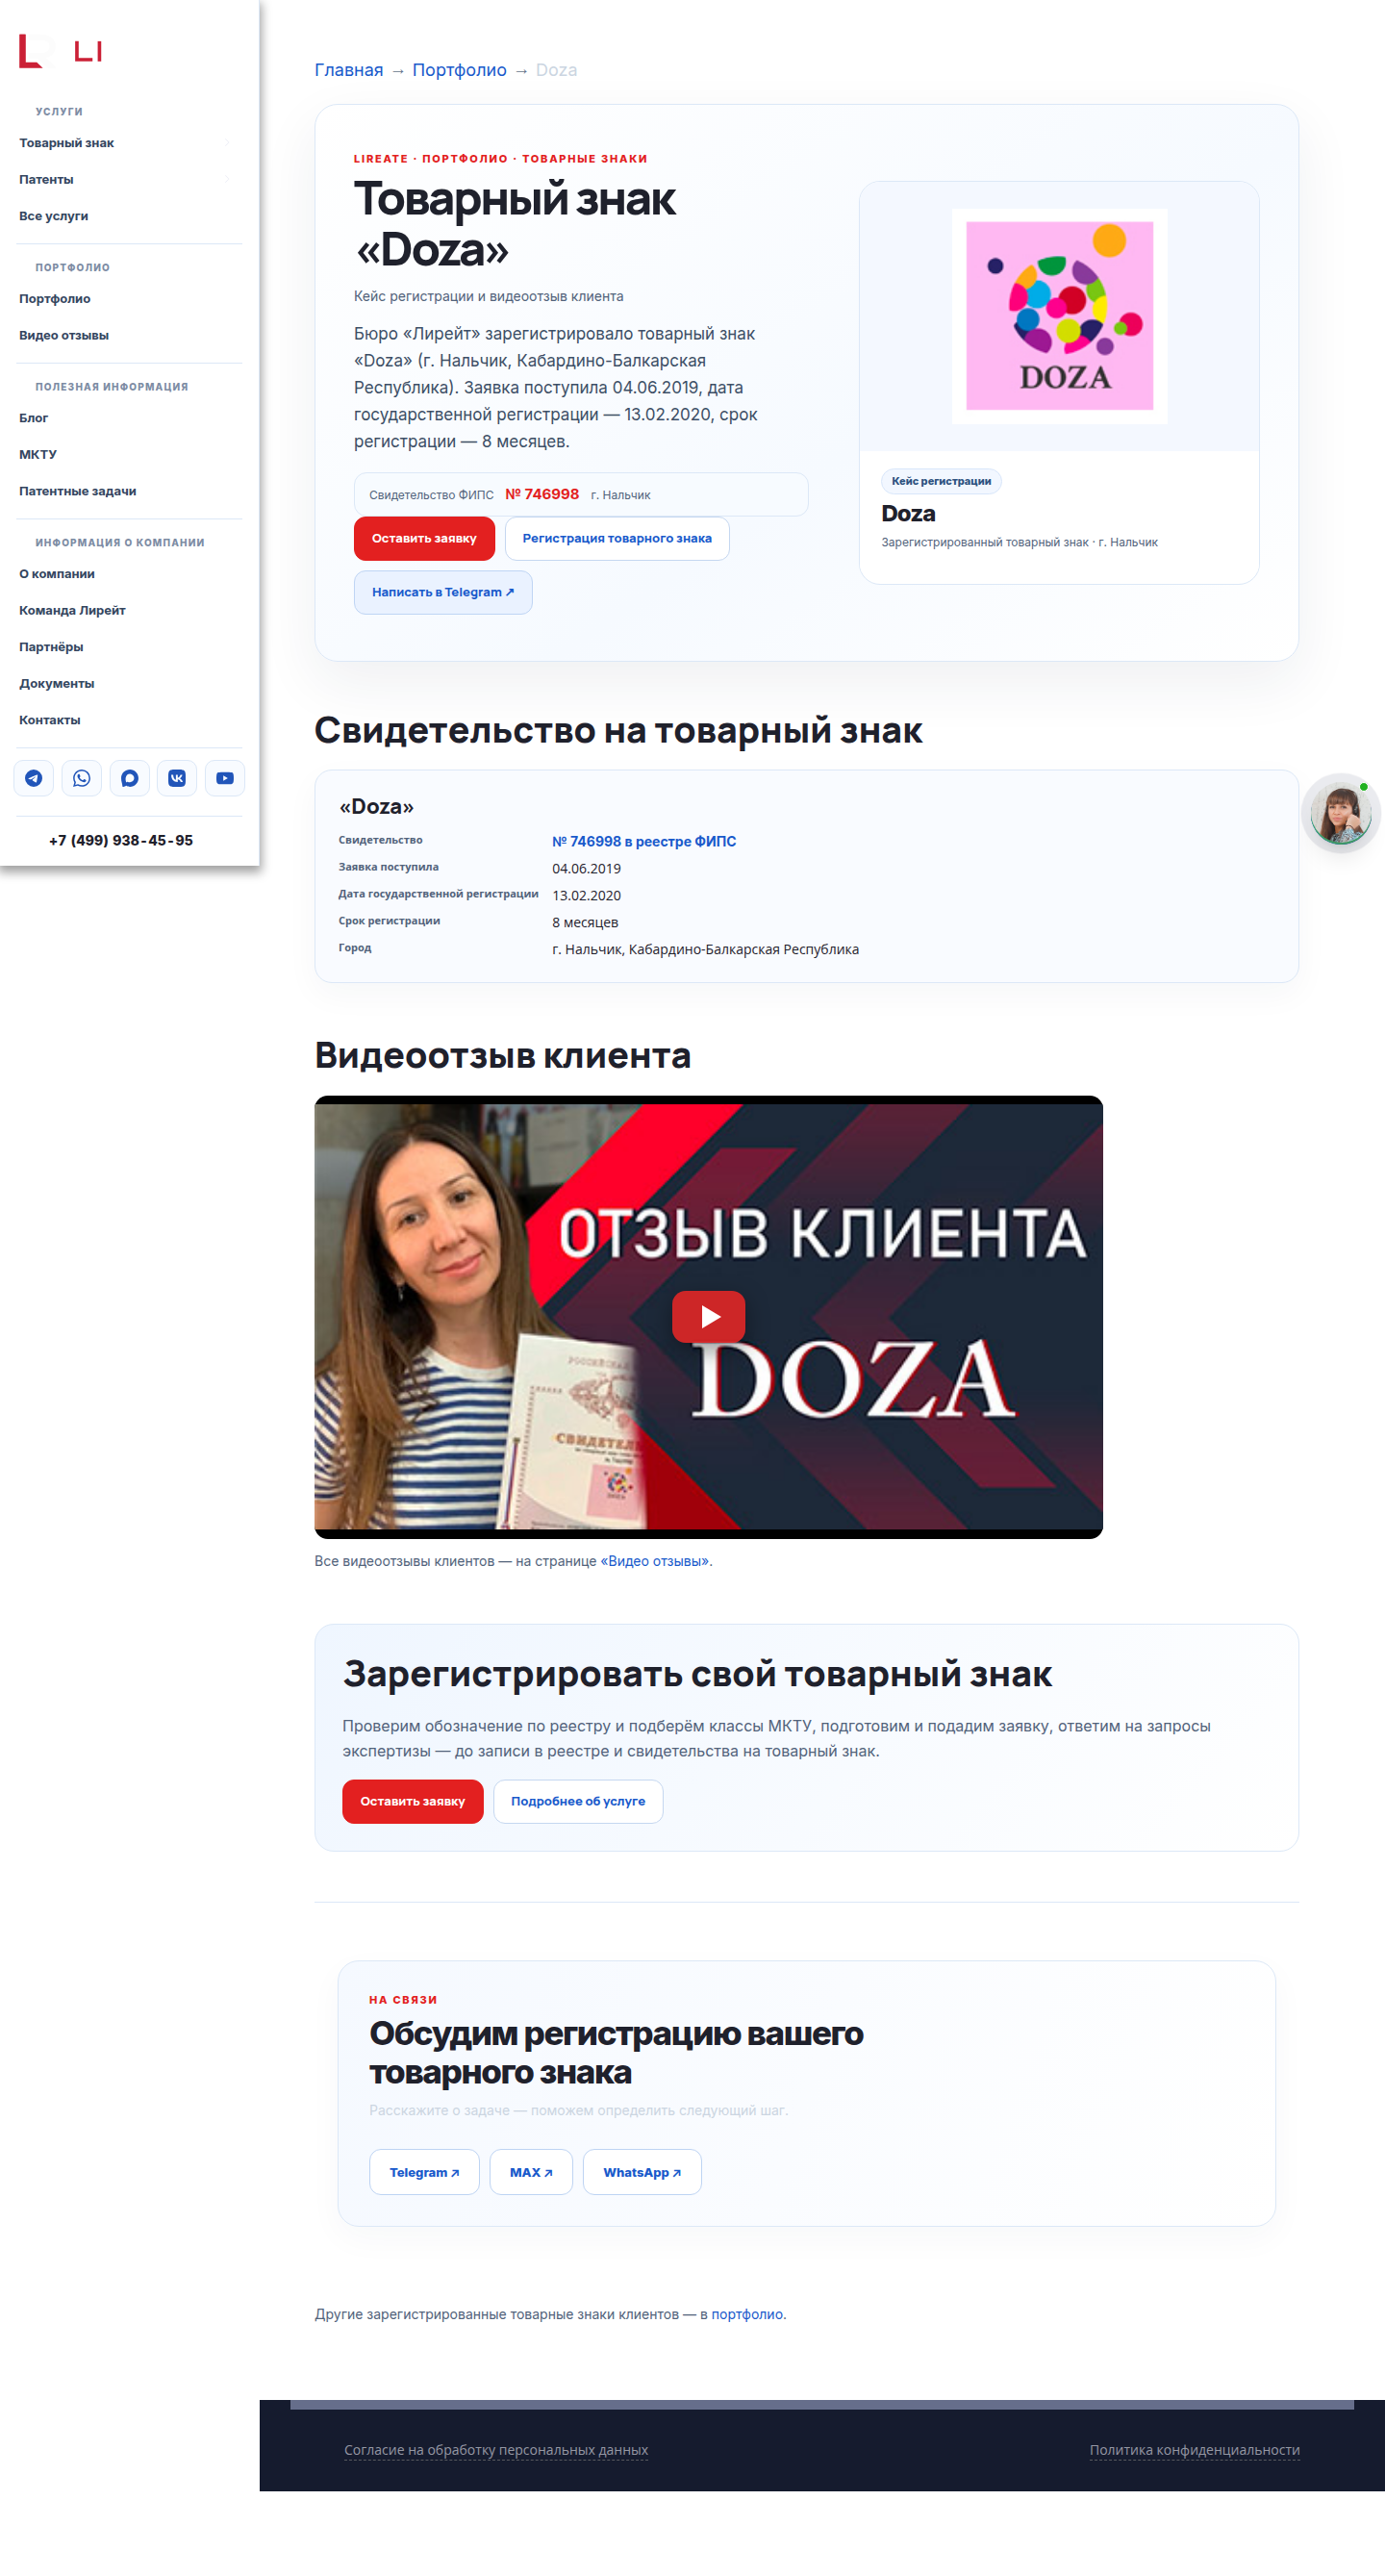 LI
УСЛУГИ
Товарный знак
Патенты
Все услуги
ПОРТФОЛИО
Портфолио
Видео отзывы
ПОЛЕЗНАЯ ИНФОРМАЦИЯ
Блог
МКТУ
Патентные задачи
ИНФОРМАЦИЯ О КОМПАНИИ
О компании
Команда Лирейт
Партнёры
Документы
Контакты
+7 (499) 938-45-95
Главная → Портфолио → Doza
LIREATE · ПОРТФОЛИО · ТОВАРНЫЕ ЗНАКИ
Товарный знак
«Doza»
Кейс регистрации и видеоотзыв клиента
Бюро «Лирейт» зарегистрировало товарный знак
«Doza» (г. Нальчик, Кабардино-Балкарская
Республика). Заявка поступила 04.06.2019, дата
государственной регистрации — 13.02.2020, срок
регистрации — 8 месяцев.
Свидетельство ФИПС № 746998 г. Нальчик
Оставить заявку Регистрация товарного знака
Написать в Telegram ↗
DOZA
Кейс регистрации
Doza
Зарегистрированный товарный знак · г. Нальчик
Свидетельство на товарный знак
«Doza»
Свидетельство № 746998 в реестре ФИПС
Заявка поступила 04.06.2019
Дата государственной регистрации 13.02.2020
Срок регистрации 8 месяцев
Город г. Нальчик, Кабардино-Балкарская Республика
Видеоотзыв клиента
ОТЗЫВ КЛИЕНТА
DOZA
Все видеоотзывы клиентов — на странице «Видео отзывы».
Зарегистрировать свой товарный знак
Проверим обозначение по реестру и подберём классы МКТУ, подготовим и подадим заявку, ответим на запросы
экспертизы — до записи в реестре и свидетельства на товарный знак.
Оставить заявку Подробнее об услуге
НА СВЯЗИ
Обсудим регистрацию вашего
товарного знака
Расскажите о задаче — поможем определить следующий шаг.
Telegram ↗ MAX ↗ WhatsApp ↗
Другие зарегистрированные товарные знаки клиентов — в портфолио.
Согласие на обработку персональных данных Политика конфиденциальности